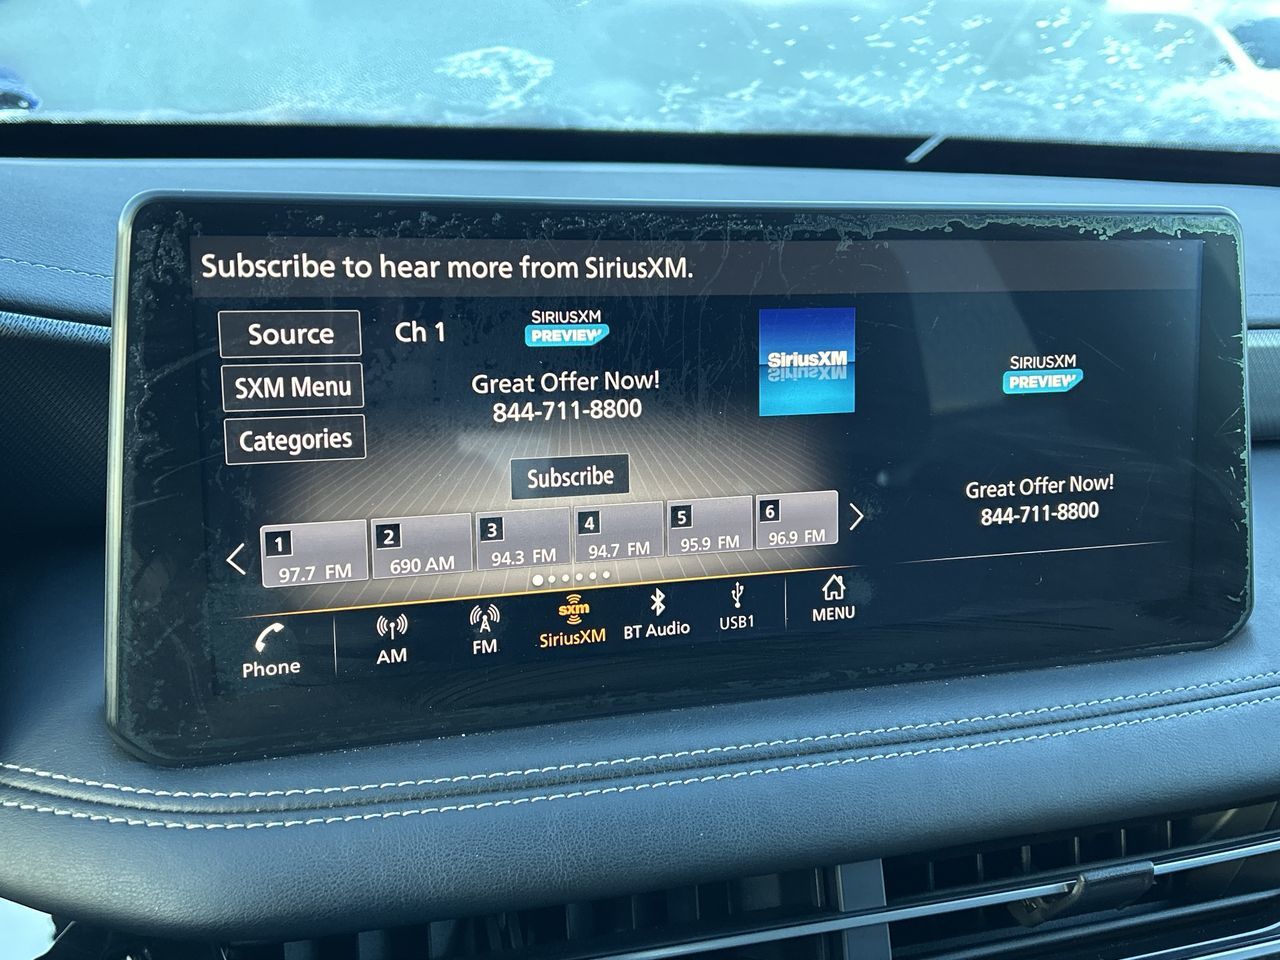 Subscribe to hear more from SiriusXM.
Source
Ch 1
SIRIUSXM
PREVIEW
SiriusXM
SXM Menu
Great Offer Now!
844-711-8800
Categories
Subscribe
SIRIUSXM
PREVIEW
Great Offer Now!
844-711-8800
1
97.7 FM
2
690 AM
3
94.3 FM
4
94.7 FM
5
95.9 FM
6
96.9 FM
Phone
AM
FM
sxm
SiriusXM
BT Audio
USB1
MENU